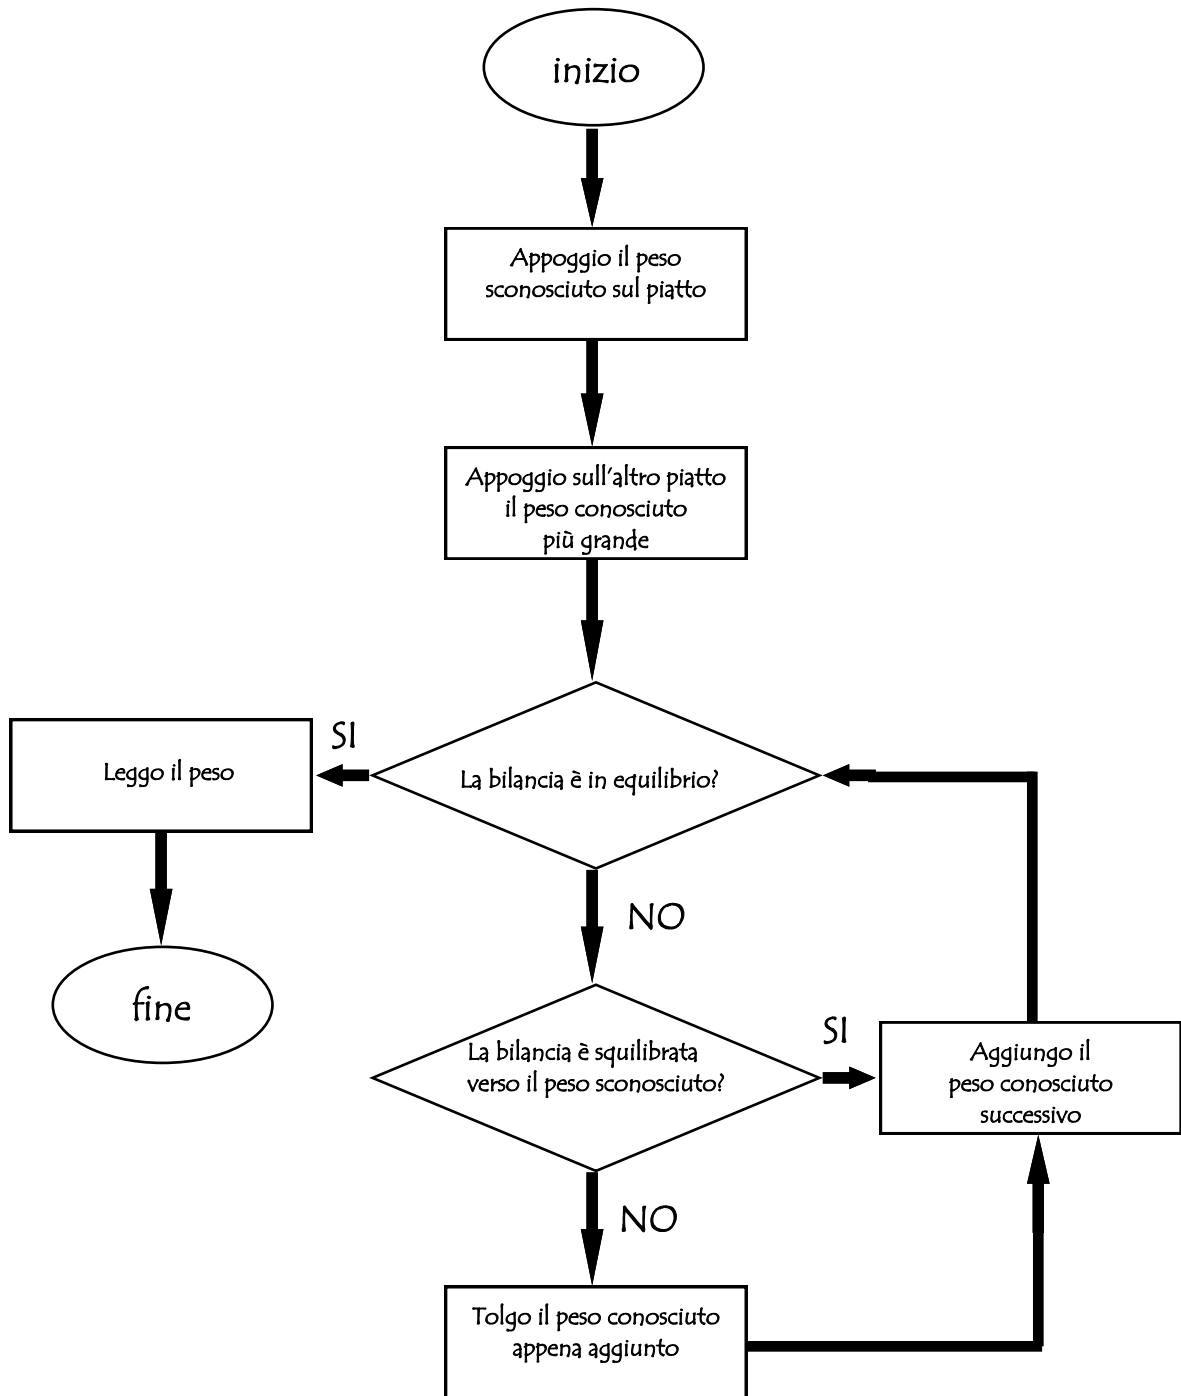 inizio
Appoggio il peso
sconosciuto sul piatto
Appoggio sull'altro piatto
il peso conosciuto
più grande
SI
Leggo il peso
La bilancia è in equilibrio?
NO
fine
La bilancia è squilibrata
verso il peso sconosciuto?
SI
Aggiungo il
peso conosciuto
successivo
NO
Tolgo il peso conosciuto
appena aggiunto